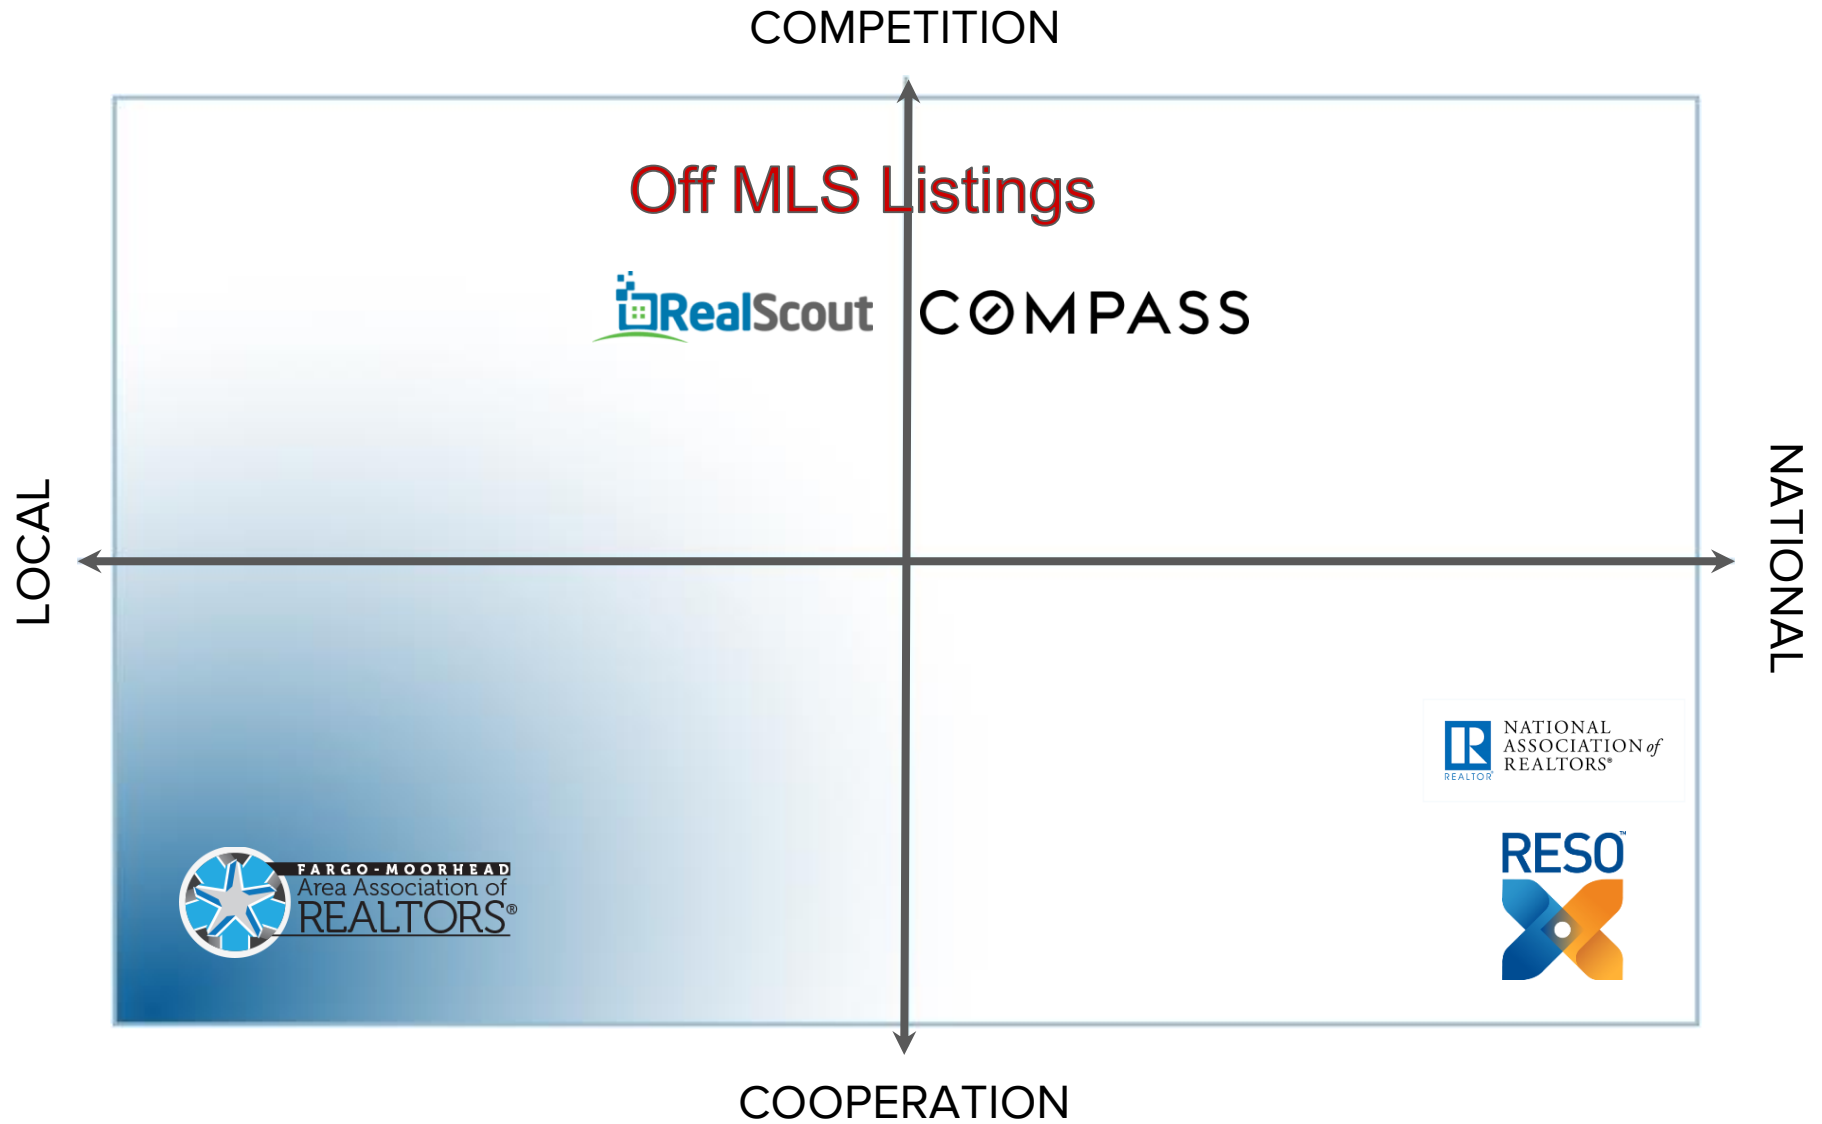 COMPETITION
Off MLS Listings
RealScout
COMPASS
LOCAL
NATIONAL
NATIONAL
ASSOCIATION of
REALTORS®
REALTOR®
RESO™
FARGO-MOORHEAD
Area Association of
REALTORS®
COOPERATION